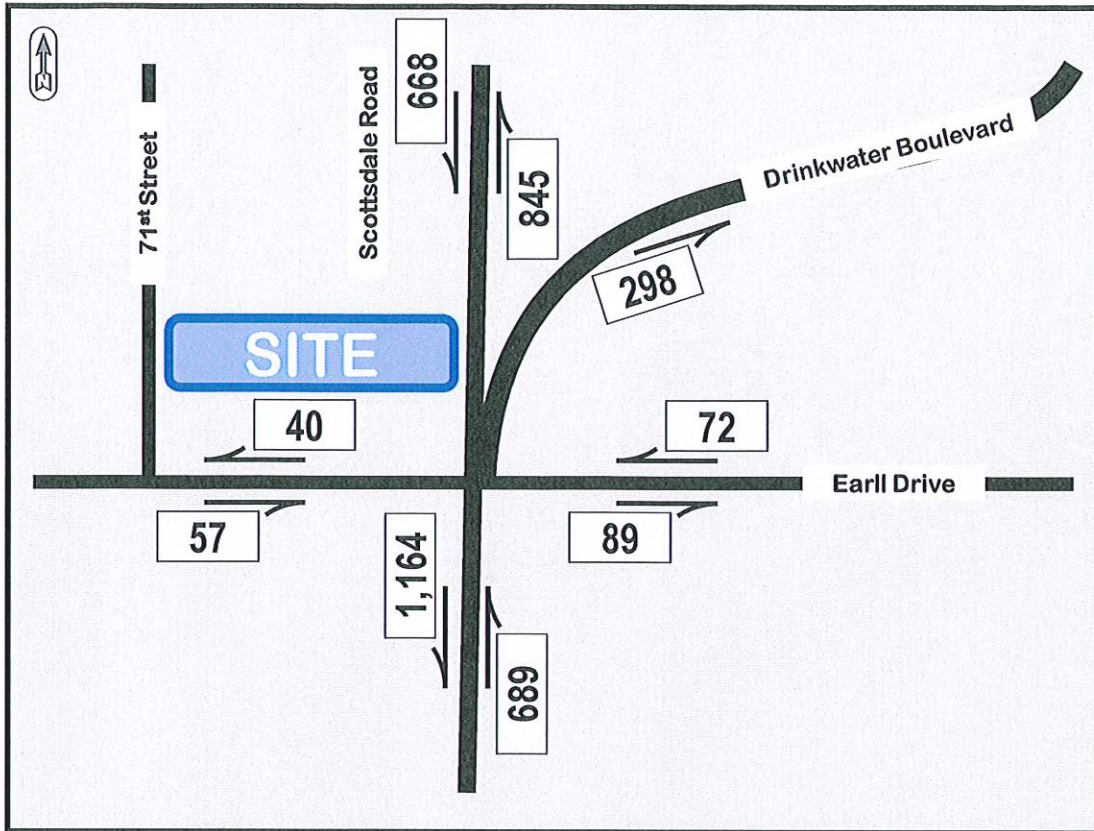 N
71st Street
Scottsdale Road
668
845
Drinkwater Boulevard
298
SITE
40
72
Earll Drive
57
89
1,164
689